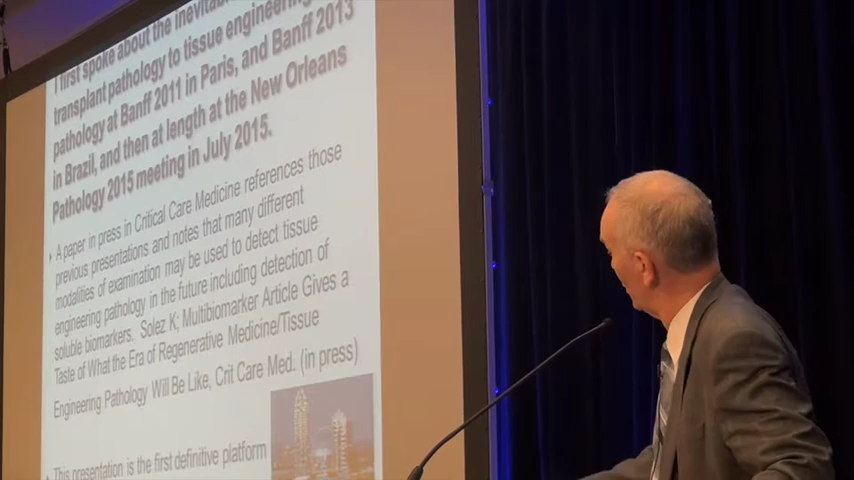 I first spoke about the inevitable
transplant pathology to tissue engineering
pathology at Banff 2011 in Paris, and Banff 2013
in Brazil, and then at length at the New Orleans
Pathology 2015 meeting in July 2015.
• A paper in press in Critical Care Medicine references those
previous presentations and notes that many different
modalities of examination may be used to detect tissue
engineering pathology in the future including detection of
soluble biomarkers. Solez K; Multibiomarker Article Gives
Taste of What the Era of Regenerative Medicine/Tissue
Engineering Pathology Will Be Like, Crit Care Med. (in press)
• This presentation is the first definitive platform